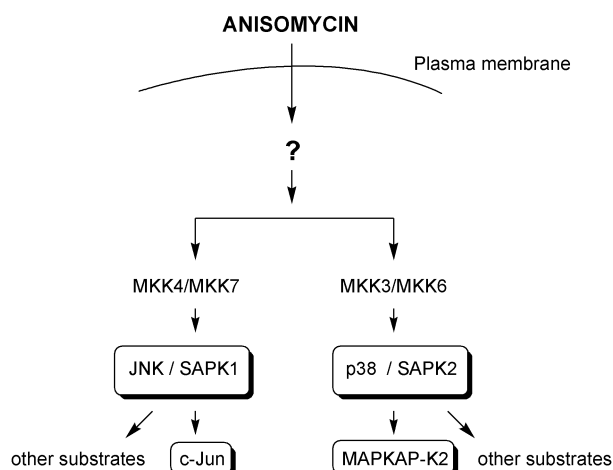 ANISOMYCIN
Plasma membrane
?
MKK4/MKK7 MKK3/MKK6
JNK / SAPK1 p38 / SAPK2
other substrates c-Jun MAPKAP-K2 other substrates